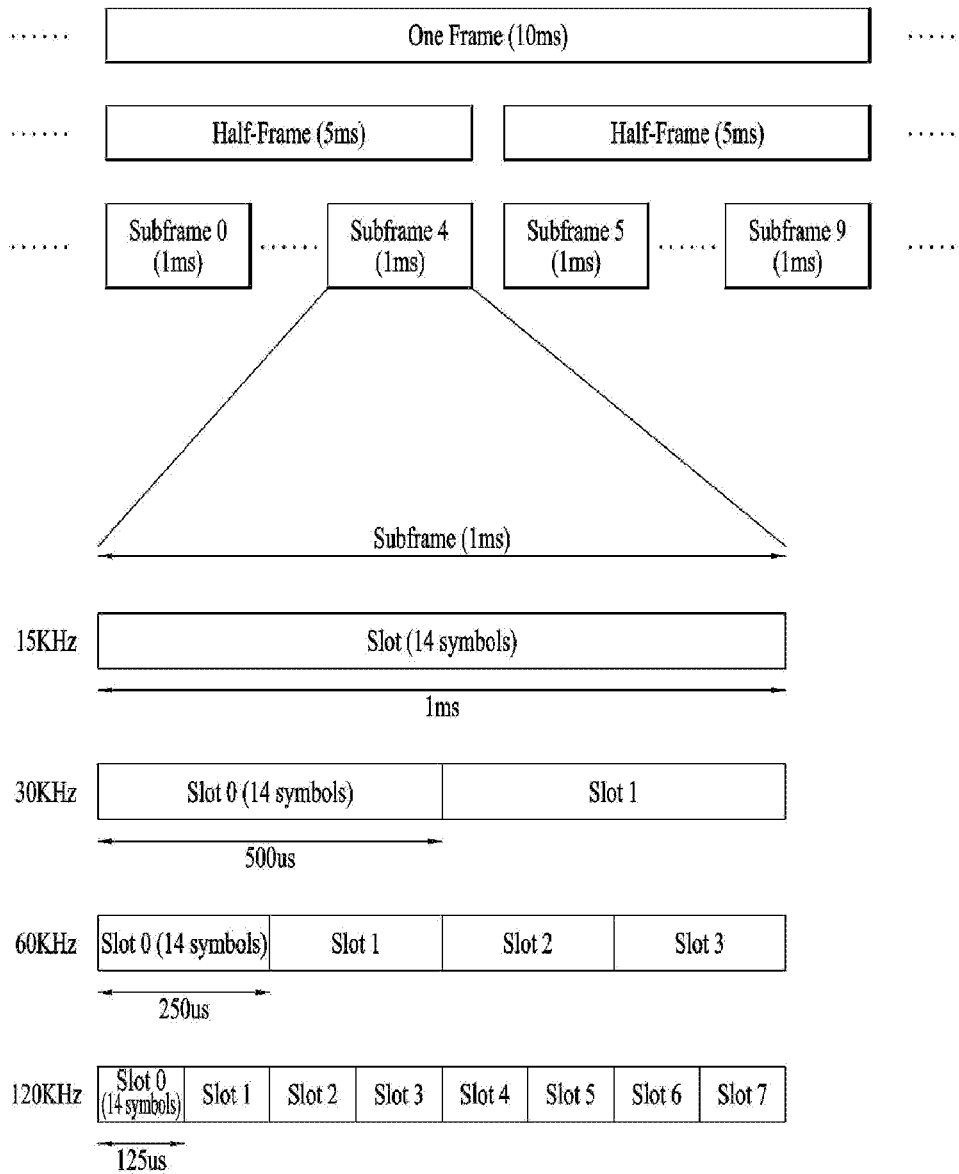 ...... One Frame (10ms) ......
...... Half-Frame (5ms) Half-Frame (5ms) ......
...... Subframe 0 (1ms) ...... Subframe 4 (1ms) Subframe 5 (1ms) ...... Subframe 9 (1ms) ......
Subframe (1ms)
15KHz Slot (14 symbols)
1ms
30KHz Slot 0 (14 symbols) Slot 1
500us
60KHz Slot 0 (14 symbols) Slot 1 Slot 2 Slot 3
250us
120KHz Slot 0 (14 symbols) Slot 1 Slot 2 Slot 3 Slot 4 Slot 5 Slot 6 Slot 7
125us